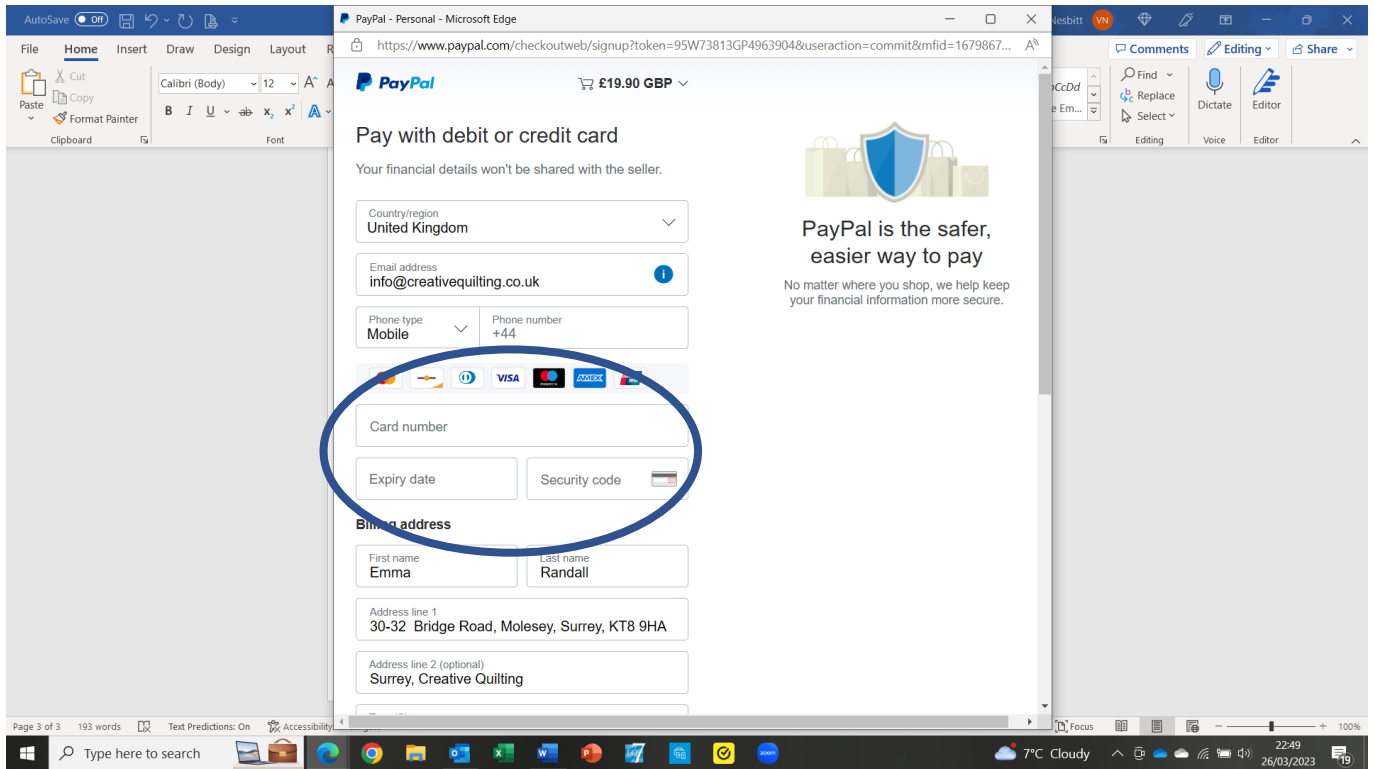 AutoSave Off
PayPal - Personal - Microsoft Edge
Nesbitt VN
File Home Insert Draw Design Layout R
https://www.paypal.com/checkoutweb/signup?token=95W73813GP4963904&useraction=commit&mfid=1679867...
Comments Editing Share
Cut
Copy
Paste
Format Painter
Clipboard
Calibri (Body) 12
Font
PayPal
£19.90 GBP
Find
Replace
Select
Editing
Dictate
Voice
Editor
Editor
Pay with debit or credit card
Your financial details won't be shared with the seller.
Country/region
United Kingdom
Email address
info@creativequilting.co.uk
Phone type
Mobile
Phone number
+44
VISA
AMEX
Card number
Expiry date
Security code
Billing address
First name
Emma
Last name
Randall
Address line 1
30-32 Bridge Road, Molesey, Surrey, KT8 9HA
Address line 2 (optional)
Surrey, Creative Quilting
PayPal is the safer,
easier way to pay
No matter where you shop, we help keep
your financial information more secure.
Page 3 of 3 193 words Text Predictions: On Accessibility:
Focus
100%
Type here to search
zoom
7°C Cloudy
22:49
26/03/2023
19